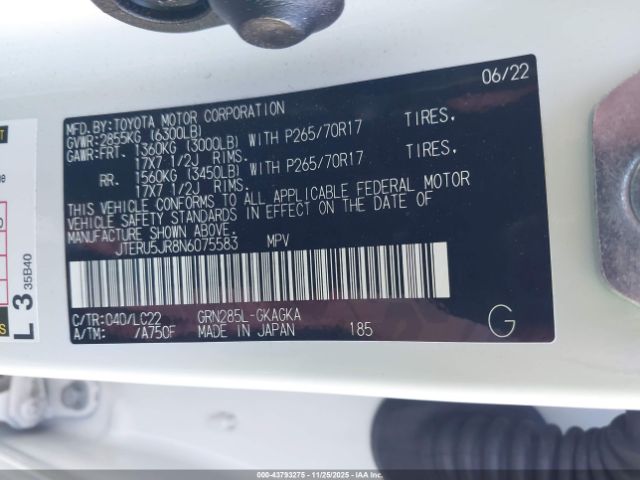 06/22
MFD.BY:TOYOTA MOTOR CORPORATION
GVWR:2855KG (6300LB)
GAWR:FRT. 1360KG (3000LB) WITH P265/70R17 TIRES,
17X7 1/2J RIMS.
RR. 1560KG (3450LB) WITH P265/70R17 TIRES,
17X7 1/2J RIMS.
THIS VEHICLE CONFORMS TO ALL APPLICABLE FEDERAL MOTOR
VEHICLE SAFETY STANDARDS IN EFFECT ON THE DATE OF
MANUFACTURE SHOWN ABOVE.
JTERU5JR8N6075583 MPV
C/TR:040/LC22 GRN285L-GKAGKA
A/TM: /A750F MADE IN JAPAN 185
G
L 3
35B40
000-43793275 - 11/25/2025 - IAAI.COM